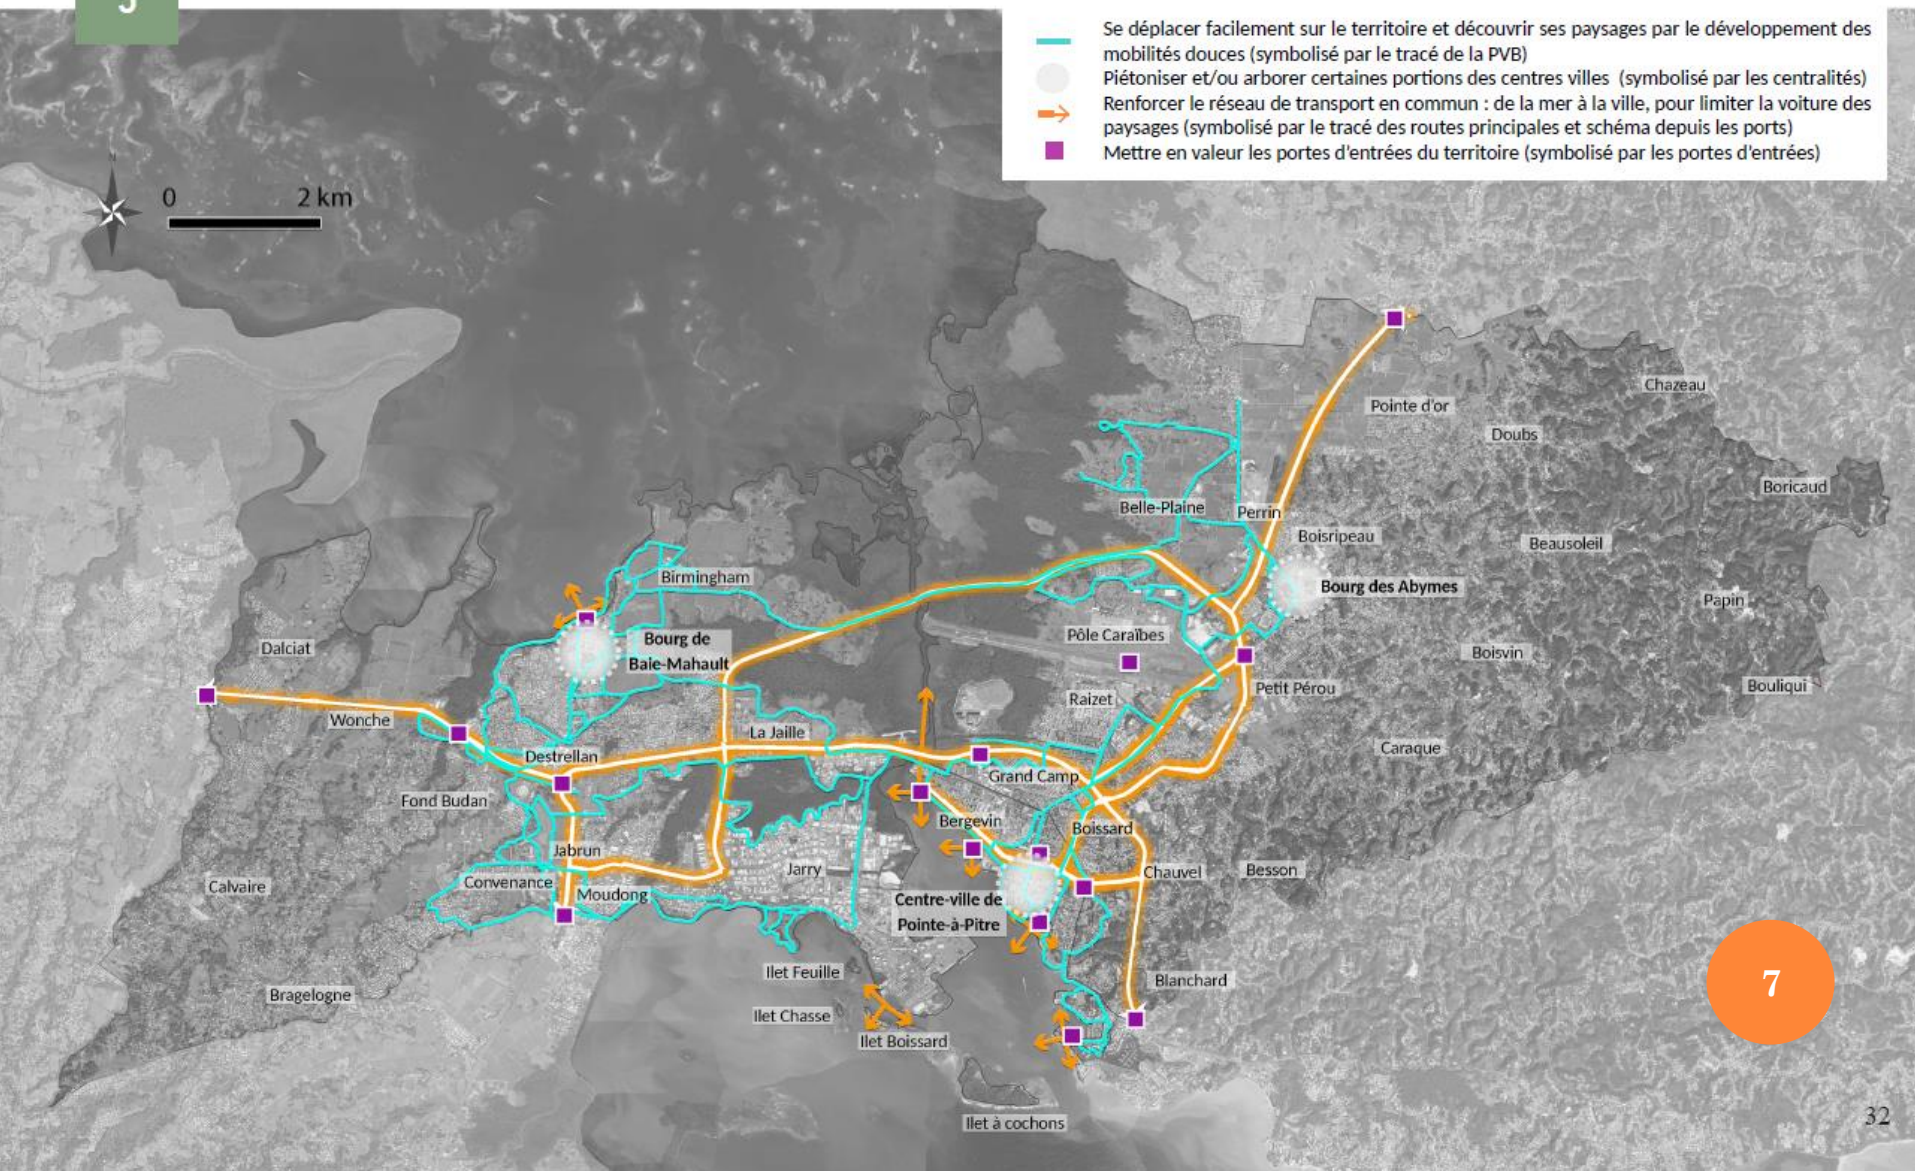 Se déplacer facilement sur le territoire et découvrir ses paysages par le développement des
mobilités douces (symbolisé par le tracé de la PVB)
Piétoniser et/ou arborer certaines portions des centres villes (symbolisé par les centralités)
Renforcer le réseau de transport en commun : de la mer à la ville, pour limiter la voiture des
paysages (symbolisé par le tracé des routes principales et schéma depuis les ports)
Mettre en valeur les portes d'entrées du territoire (symbolisé par les portes d'entrées)
N
0 2 km
Chazeau
Pointe d'or
Doubs
Boricaud
Belle-Plaine
Perrin
Boisripeau
Beausoleil
Birmingham
Bourg des Abymes
Papin
Bourg de
Baie-Mahault
Pôle Caraïbes
Dalciat
Boisvin
Bouliqui
Petit Pérou
Raizet
Wonche
La Jaille
Caraque
Destrellan
Grand Camp
Fond Budan
Bergevin
Boissard
Jabrun
Jarry
Chauvel
Besson
Convenance
Calvaire
Moudong
Centre-ville de
Pointe-à-Pitre
Ilet Feuille
Blanchard
7
Bragelogne
Ilet Chasse
Ilet Boissard
Ilet à cochons
32